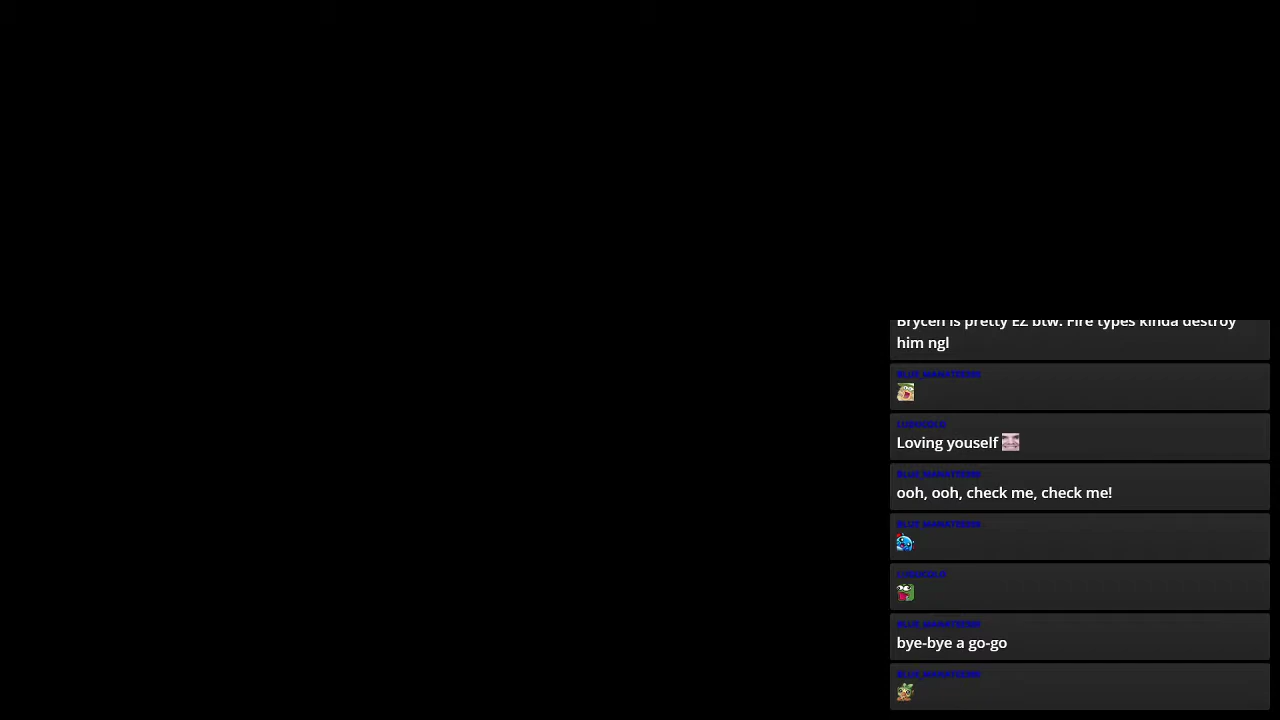 Brycen is pretty EZ btw. Fire types kinda destroy
him ngl
Loving youself
ooh, ooh, check me, check me!
bye-bye a go-go